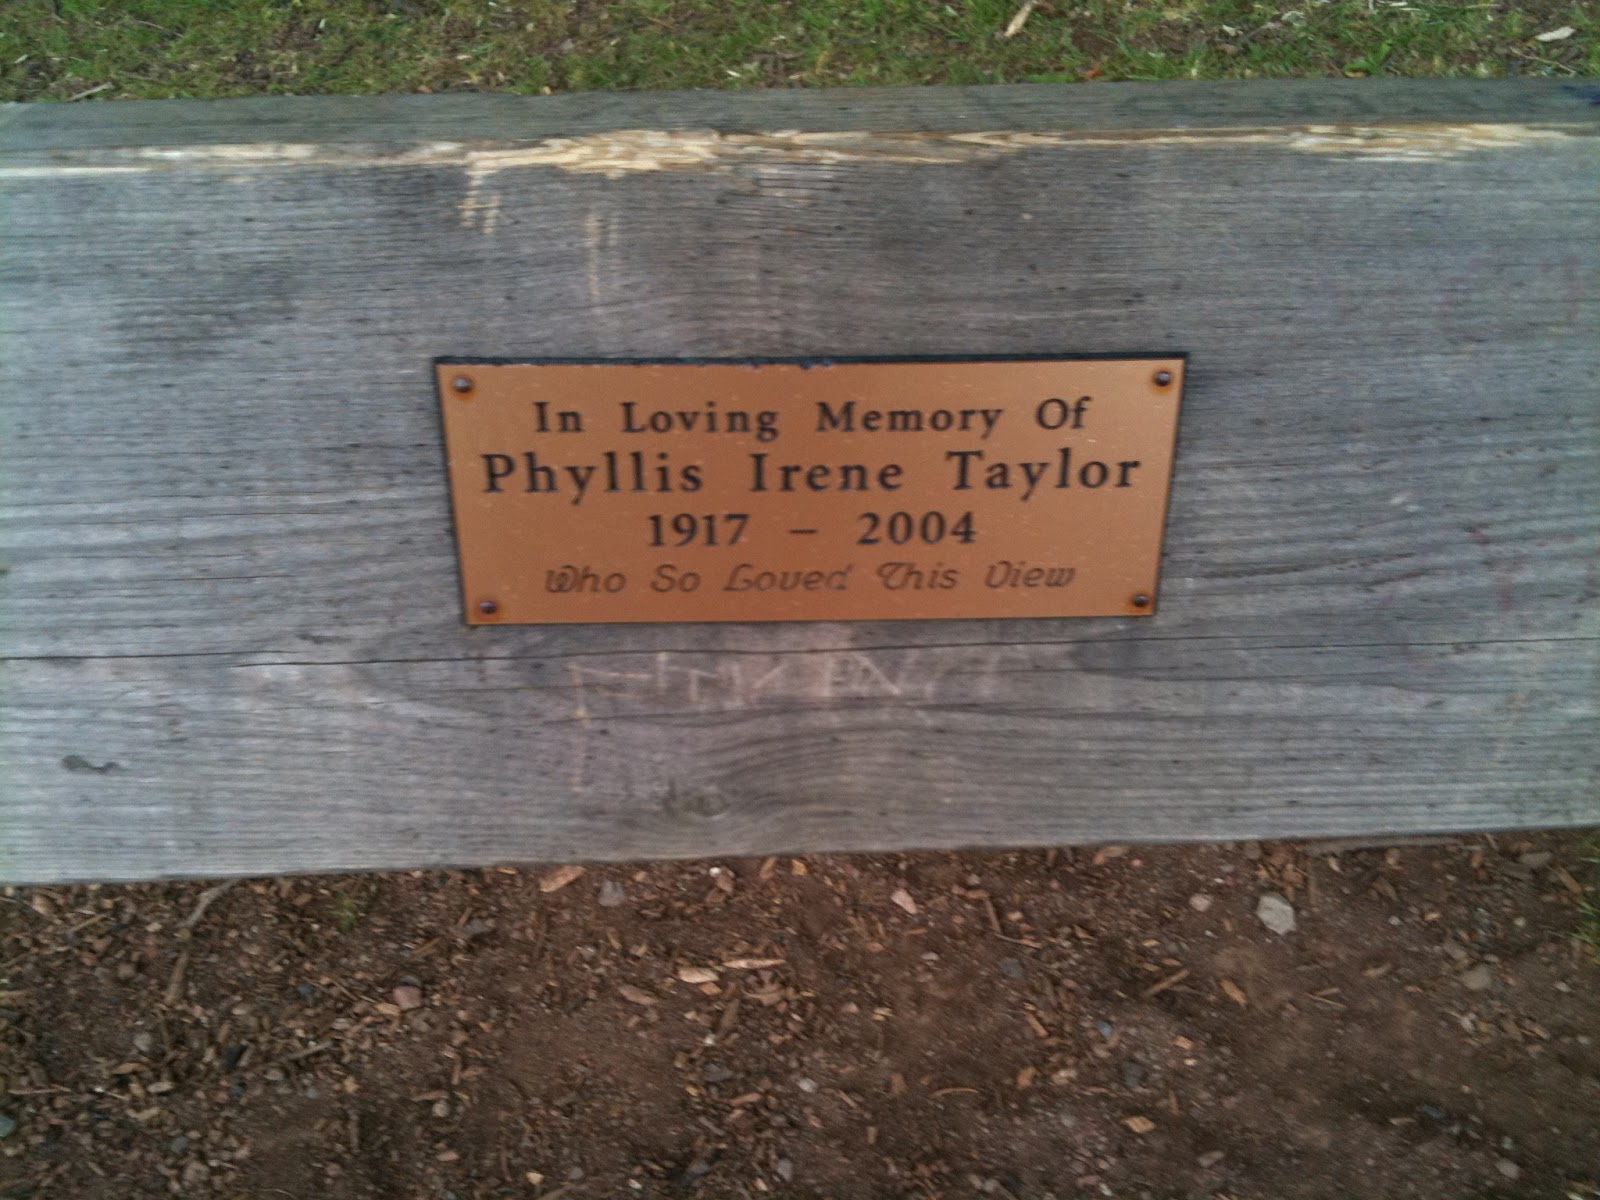 In Loving Memory Of
Phyllis Irene Taylor
1917 – 2004
Who So Loved This View